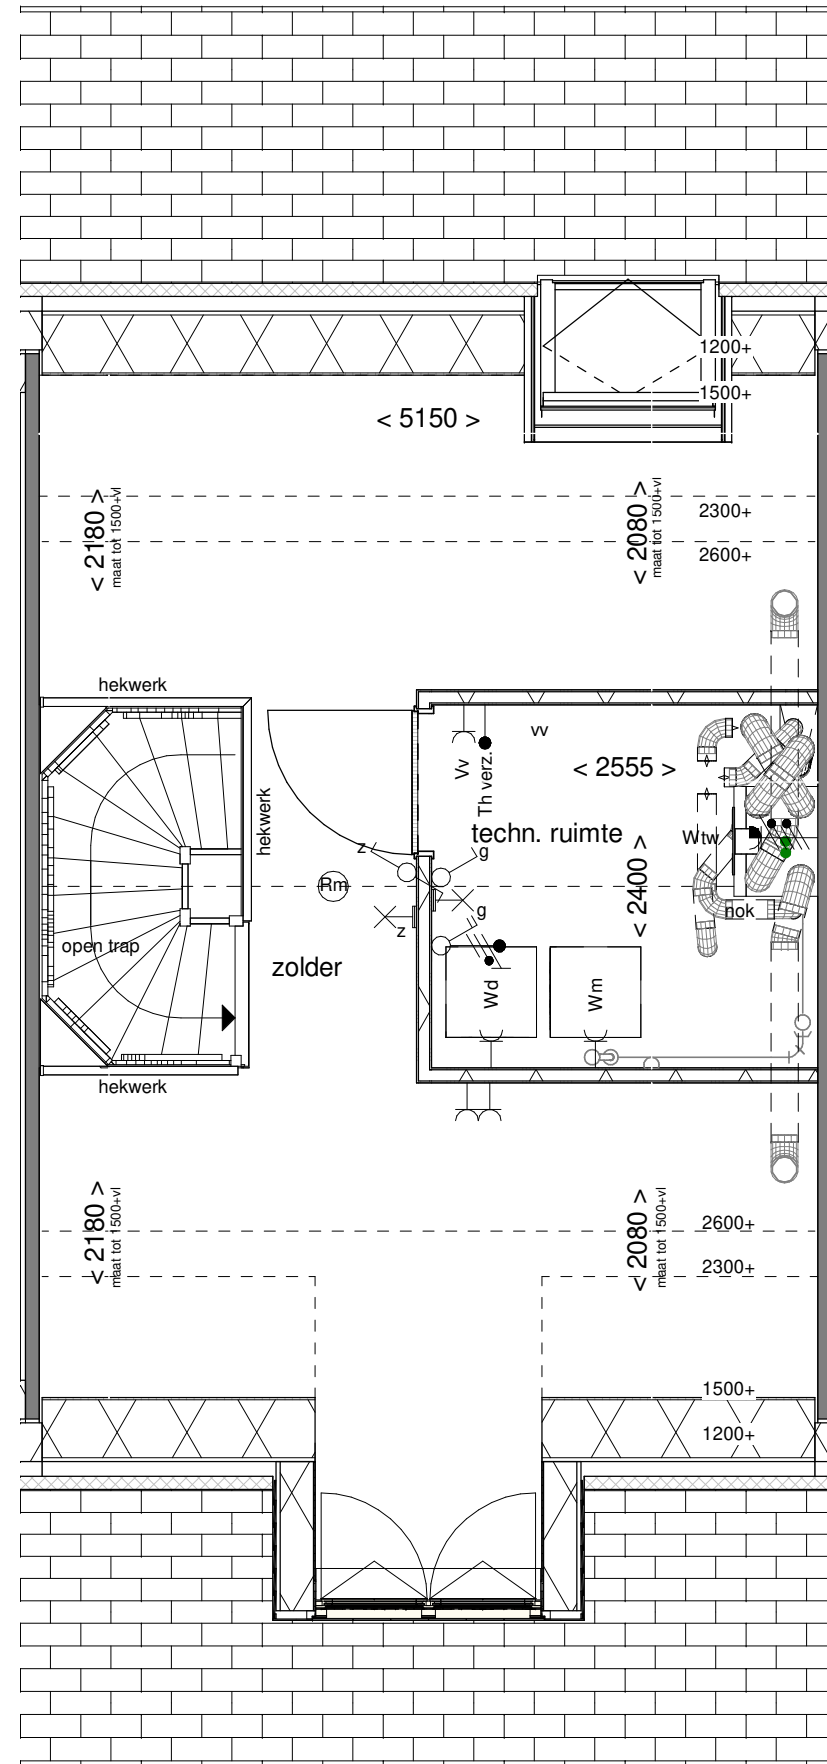 1200+
1500+
< 5150 >
< 2180 >
maat tot 1500+vl
< 2080 >
maat tot 1500+vl
2300+
2600+
hekwerk
hekwerk
open trap
hekwerk
zolder
Rm
z
z
g
g
Vv
Th verz.
vv
< 2555 >
techn. ruimte
Wtw
< 2400 >
nok
Wd
Wm
< 2180 >
maat tot 1500+vl
< 2080 >
maat tot 1500+vl
2600+
2300+
1500+
1200+